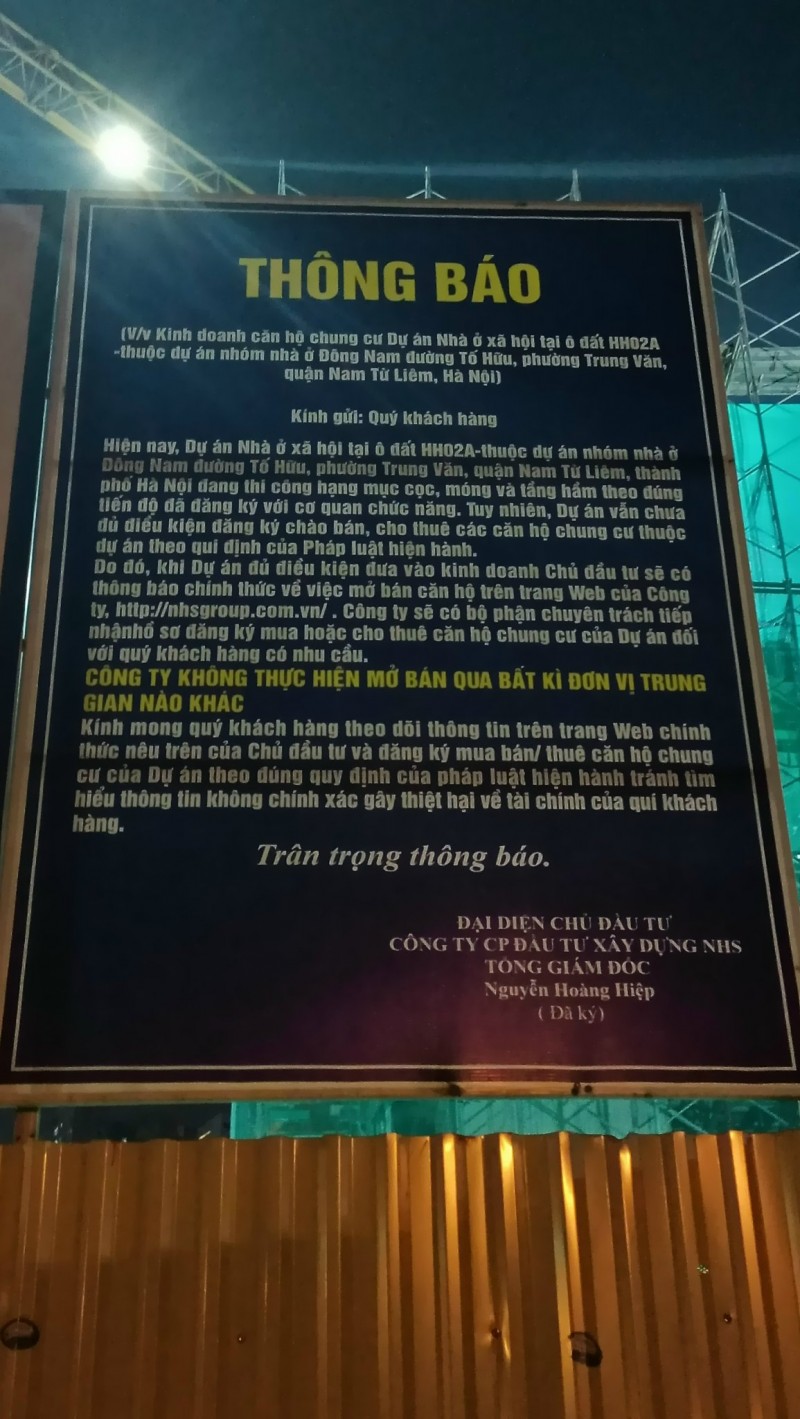 THÔNG BÁO
(V/v Kinh doanh căn hộ chung cư Dự án Nhà ở xã hội tại ô đất HH02A
-thuộc dự án nhóm nhà ở Đông Nam đường Tố Hữu, phường Trung Văn,
quận Nam Từ Liêm, Hà Nội)
Kính gửi: Quý khách hàng
Hiện nay, Dự án Nhà ở xã hội tại ô đất HH02A-thuộc dự án nhóm nhà ở
Đông Nam đường Tố Hữu, phường Trung Văn, quận Nam Từ Liêm, thành
phố Hà Nội đang thi công hạng mục cọc, móng và tầng hầm theo đúng
tiến độ đã đăng ký với cơ quan chức năng. Tuy nhiên, Dự án vẫn chưa
đủ điều kiện đăng ký chào bán, cho thuê các căn hộ chung cư thuộc
dự án theo qui định của Pháp luật hiện hành.
Do đó, khi Dự án đủ điều kiện đưa vào kinh doanh Chủ đầu tư sẽ có
thông báo chính thức về việc mở bán căn hộ trên trang Web của Công
ty, http://nhsgroup.com.vn/ . Công ty sẽ có bộ phận chuyên trách tiếp
nhậnhồ sơ đăng ký mua hoặc cho thuê căn hộ chung cư của Dự án đối
với quý khách hàng có nhu cầu.
CÔNG TY KHÔNG THỰC HIỆN MỞ BÁN QUA BẤT KÌ ĐƠN VỊ TRUNG
GIAN NÀO KHÁC
Kính mong quý khách hàng theo dõi thông tin trên trang Web chính
thức nêu trên của Chủ đầu tư và đăng ký mua bán/ thuê căn hộ chung
cư của Dự án theo đúng quy định của pháp luật hiện hành tránh tìm
hiểu thông tin không chính xác gây thiệt hại về tài chính của quí khách
hàng.
Trân trọng thông báo.
ĐẠI DIỆN CHỦ ĐẦU TƯ
CÔNG TY CP ĐẦU TƯ XÂY DỰNG NHS
TỔNG GIÁM ĐỐC
Nguyễn Hoàng Hiệp
( Đã ký)